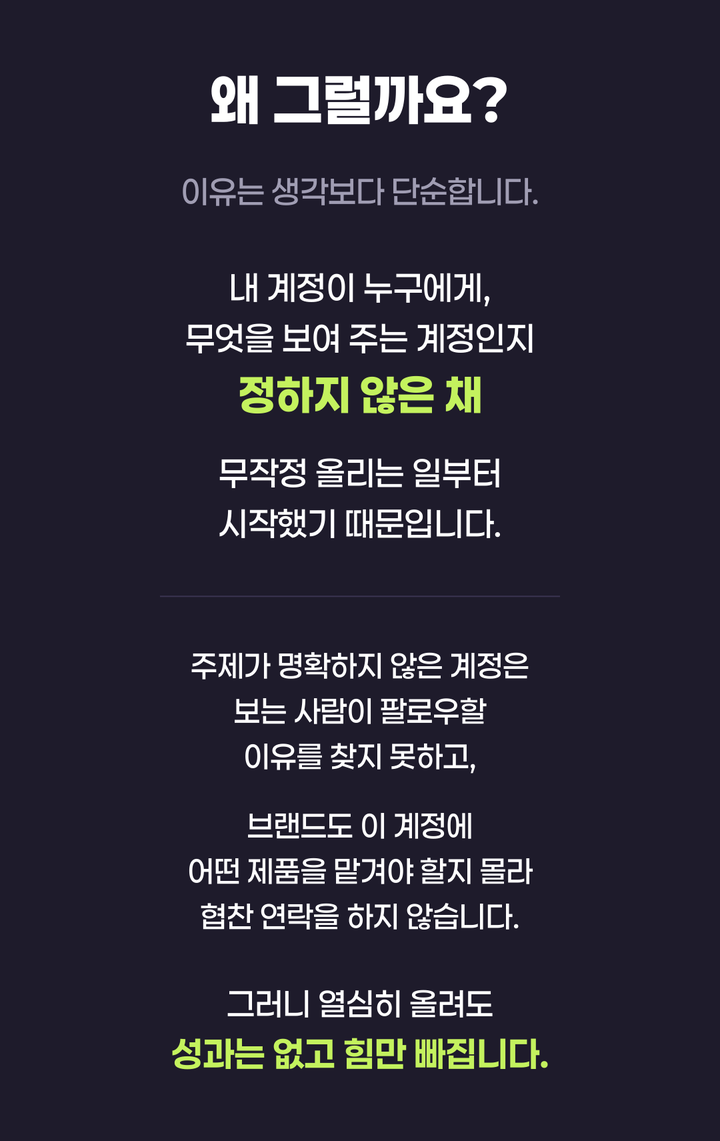 왜 그럴까요?
이유는 생각보다 단순합니다.
내 계정이 누구에게,
무엇을 보여 주는 계정인지
정하지 않은 채
무작정 올리는 일부터
시작했기 때문입니다.
주제가 명확하지 않은 계정은
보는 사람이 팔로우할
이유를 찾지 못하고,
브랜드도 이 계정에
어떤 제품을 맡겨야 할지 몰라
협찬 연락을 하지 않습니다.
그러니 열심히 올려도
성과는 없고 힘만 빠집니다.